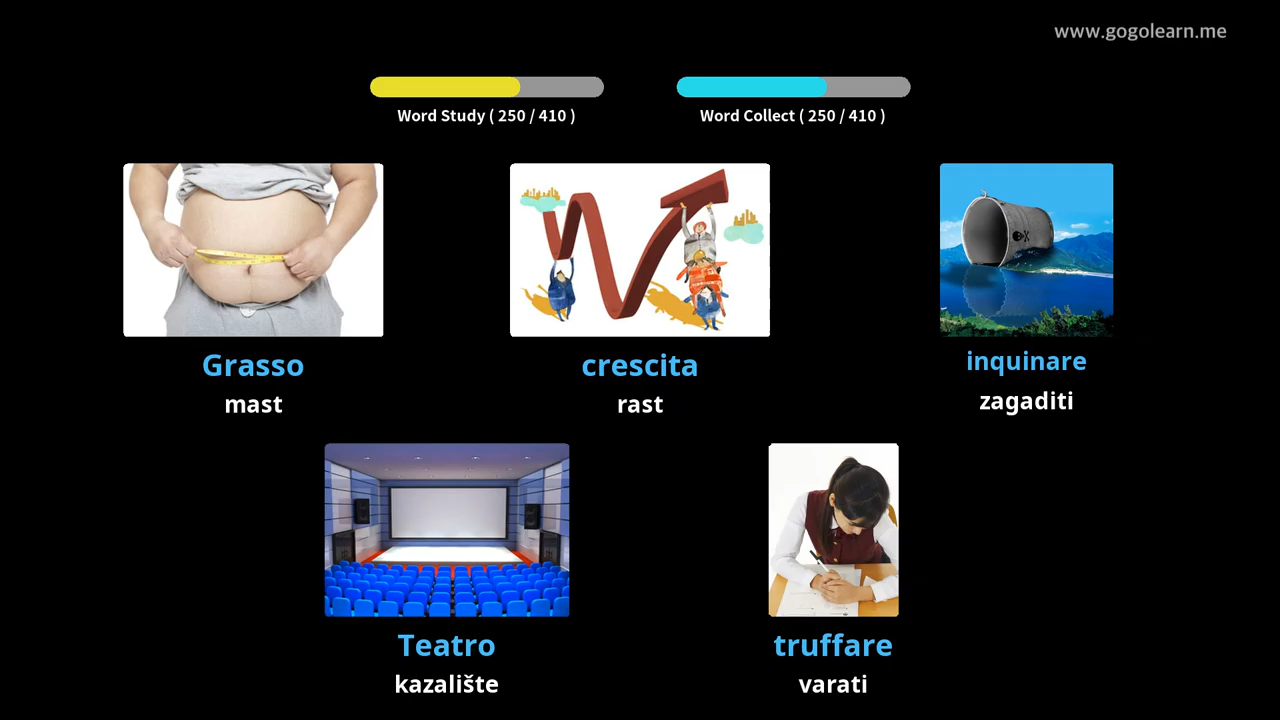 www.gogolearn.me
Word Study ( 250 / 410 )
Word Collect ( 250 / 410 )
Grasso
mast
crescita
rast
inquinare
zagaditi
Teatro
kazalište
truffare
varati